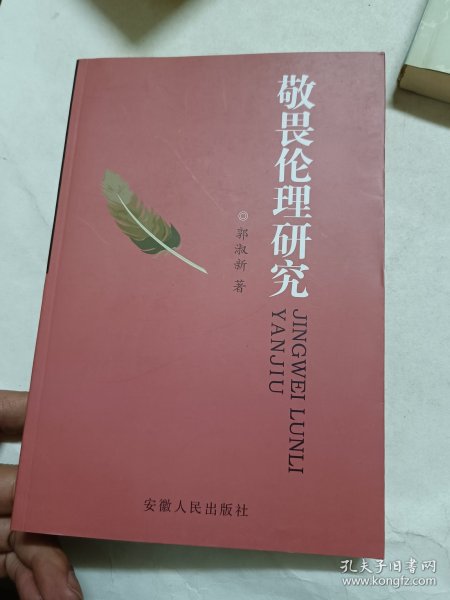 敬畏伦理研究
JINGWEI LUNLI
YANJIU
◎郭淑新 著
安徽人民出版社
孔夫子旧书网
www.kongfz.com